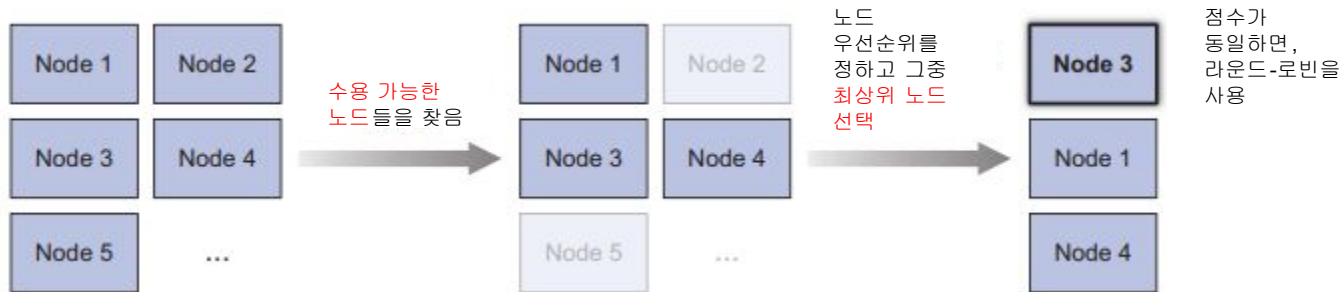 Node 1
Node 2
Node 3
Node 4
Node 5
...
수용 가능한
노드들을 찾음
Node 1
Node 2
Node 3
Node 4
Node 5
...
노드
우선순위를
정하고 그중
최상위 노드
선택
Node 3
Node 1
Node 4
점수가
동일하면,
라운드-로빈을
사용